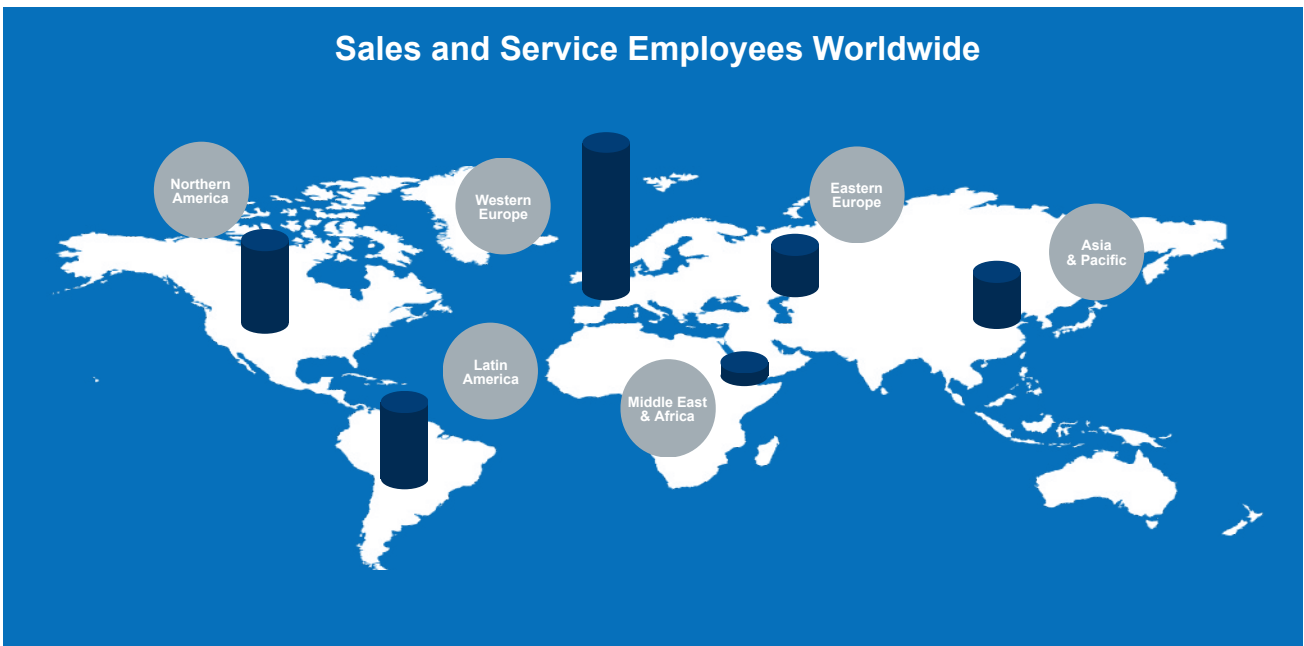 Sales and Service Employees Worldwide
Northern
America
Western
Europe
Eastern
Europe
Asia
& Pacific
Latin
America
Middle East
& Africa